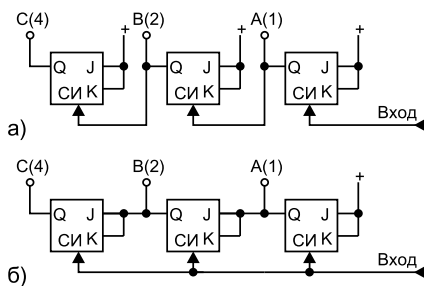 C(4) B(2) A(1)
+ + +
Q J Q J Q J
СИ K СИ K СИ K
Вход
а)
C(4) B(2) A(1)
+
Q J Q J Q J
СИ K СИ K СИ K
Вход
б)